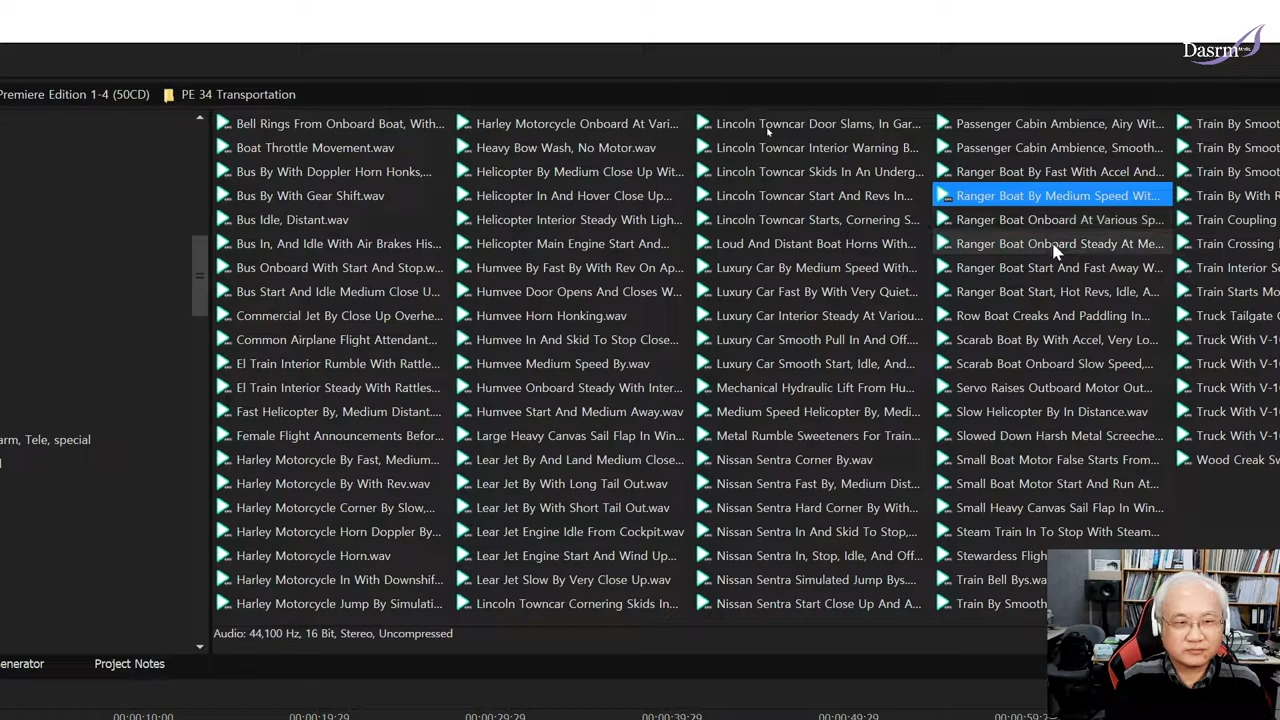 Dasrm
Premiere Edition 1-4 (50CD)
PE 34 Transportation
Bell Rings From Onboard Boat, With...
Boat Throttle Movement.wav
Bus By With Doppler Horn Honks,...
Bus By With Gear Shift.wav
Bus Idle, Distant.wav
Bus In, And Idle With Air Brakes His...
Bus Onboard With Start And Stop.w...
Bus Start And Idle Medium Close U...
Commercial Jet By Close Up Overhe...
Common Airplane Flight Attendant...
El Train Interior Rumble With Rattle...
El Train Interior Steady With Rattles...
Fast Helicopter By, Medium Distant....
Female Flight Announcements Befor...
Harley Motorcycle By Fast, Medium...
Harley Motorcycle By With Rev.wav
Harley Motorcycle Corner By Slow,...
Harley Motorcycle Horn Doppler By...
Harley Motorcycle Horn.wav
Harley Motorcycle In With Downshif...
Harley Motorcycle Jump By Simulati...
Harley Motorcycle Onboard At Vari...
Heavy Bow Wash, No Motor.wav
Helicopter By Medium Close Up Wit...
Helicopter In And Hover Close Up...
Helicopter Interior Steady With Ligh...
Helicopter Main Engine Start And...
Humvee By Fast By With Rev On Ap...
Humvee Door Opens And Closes W...
Humvee Horn Honking.wav
Humvee In And Skid To Stop Close...
Humvee Medium Speed By.wav
Humvee Onboard Steady With Inter...
Humvee Start And Medium Away.wav
Large Heavy Canvas Sail Flap In Win...
Lear Jet By And Land Medium Close...
Lear Jet By With Long Tail Out.wav
Lear Jet By With Short Tail Out.wav
Lear Jet Engine Idle From Cockpit.wav
Lear Jet Engine Start And Wind Up...
Lear Jet Slow By Very Close Up.wav
Lincoln Towncar Cornering Skids In...
Lincoln Towncar Door Slams, In Gar...
Lincoln Towncar Interior Warning B...
Lincoln Towncar Skids In An Underg...
Lincoln Towncar Start And Revs In...
Lincoln Towncar Starts, Cornering S...
Loud And Distant Boat Horns With...
Luxury Car By Medium Speed With...
Luxury Car Fast By With Very Quiet...
Luxury Car Interior Steady At Variou...
Luxury Car Smooth Pull In And Off...
Luxury Car Smooth Start, Idle, And...
Mechanical Hydraulic Lift From Hu...
Medium Speed Helicopter By, Medi...
Metal Rumble Sweeteners For Train...
Nissan Sentra Corner By.wav
Nissan Sentra Fast By, Medium Dist...
Nissan Sentra Hard Corner By With...
Nissan Sentra In And Skid To Stop,...
Nissan Sentra In, Stop, Idle, And Off...
Nissan Sentra Simulated Jump Bys....
Nissan Sentra Start Close Up And A...
Passenger Cabin Ambience, Airy Wit...
Passenger Cabin Ambience, Smooth...
Ranger Boat By Fast With Accel And...
Ranger Boat By Medium Speed Wit...
Ranger Boat Onboard At Various Sp...
Ranger Boat Onboard Steady At Me...
Ranger Boat Start And Fast Away W...
Ranger Boat Start, Hot Revs, Idle, A...
Row Boat Creaks And Paddling In...
Scarab Boat By With Accel, Very Lo...
Scarab Boat Onboard Slow Speed,...
Servo Raises Outboard Motor Out...
Slow Helicopter By In Distance.wav
Slowed Down Harsh Metal Screeche...
Small Boat Motor False Starts From...
Small Boat Motor Start And Run At...
Small Heavy Canvas Sail Flap In Win...
Steam Train In To Stop With Steam...
Stewardess Fligh
Train Bell Bys.wa
Train By Smooth
Train By Smoot
Train By Smoot
Train By Smoot
Train By With R
Train Coupling
Train Crossing
Train Interior S
Train Starts Mo
Truck Tailgate
Truck With V-1
Truck With V-1
Truck With V-1
Truck With V-1
Wood Creak Sw
arm, Tele, special
Audio: 44,100 Hz, 16 Bit, Stereo, Uncompressed
enerator
Project Notes
00:00:10:00
00:00:19:29
00:00:29:29
00:00:39:29
00:00:49:29
00:00:59:2